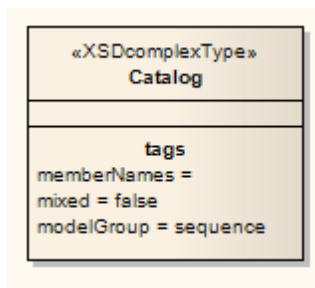 «XSDcomplexType»
Catalog
tags
memberNames =
mixed = false
modelGroup = sequence